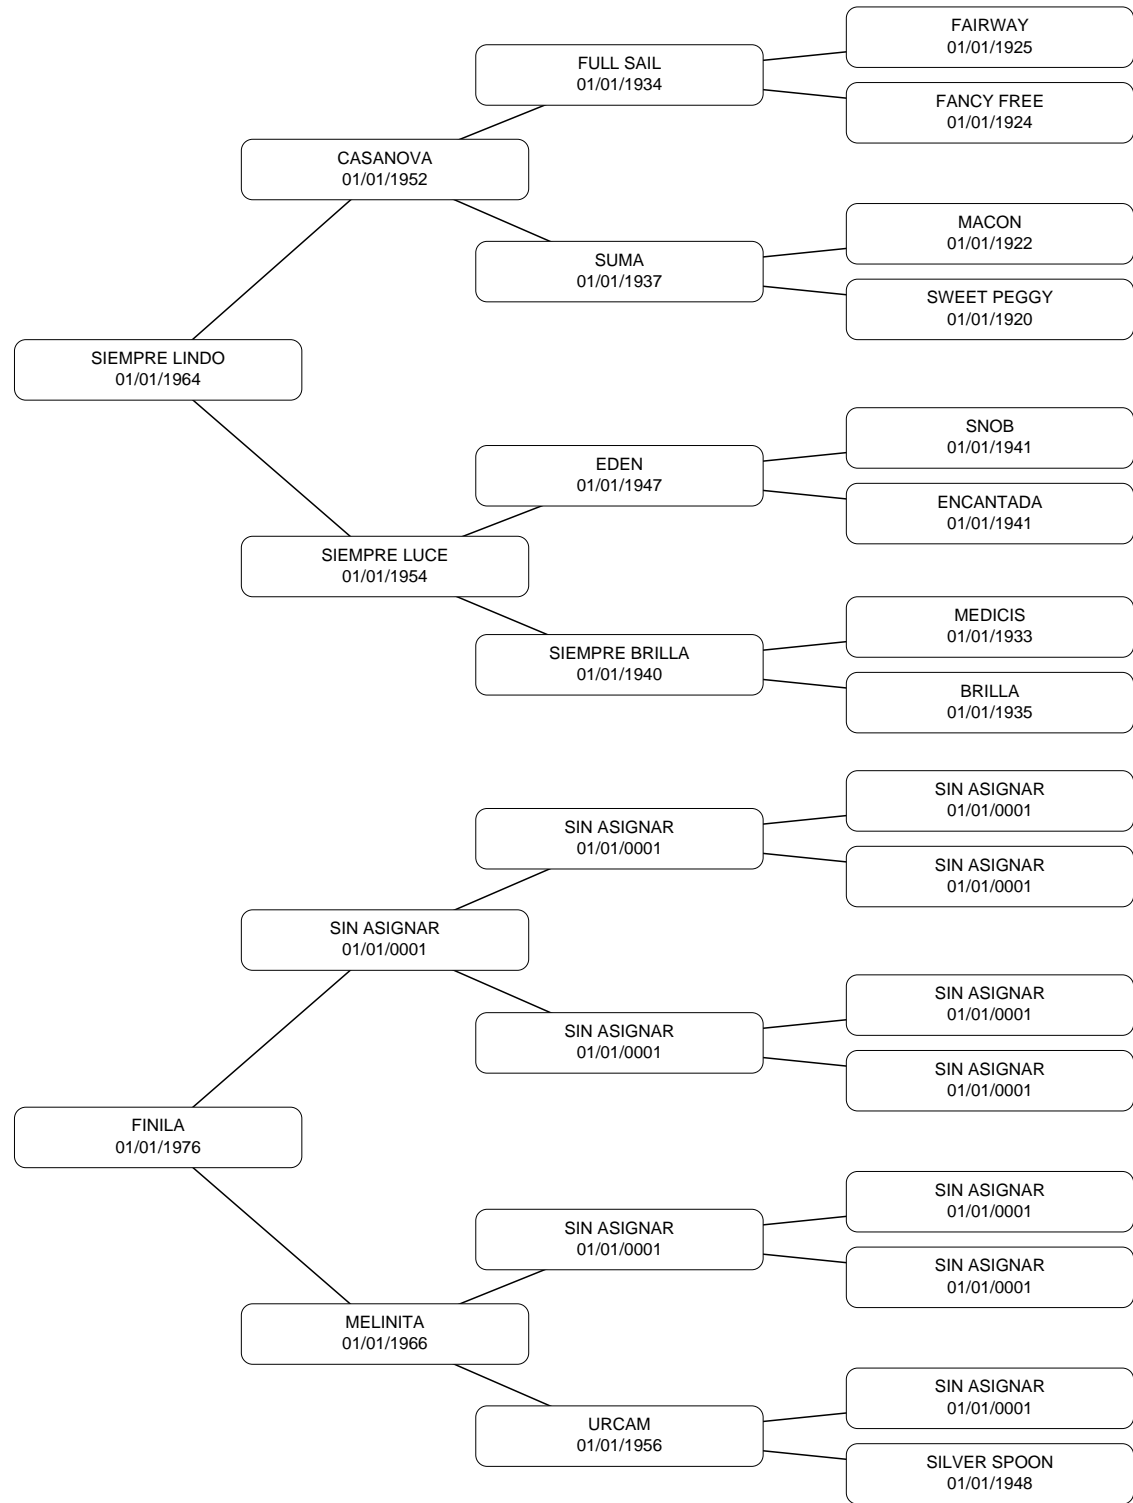 FAIRWAY
01/01/1925
FULL SAIL
01/01/1934
FANCY FREE
01/01/1924
CASANOVA
01/01/1952
MACON
01/01/1922
SUMA
01/01/1937
SWEET PEGGY
01/01/1920
SIEMPRE LINDO
01/01/1964
SNOB
01/01/1941
EDEN
01/01/1947
ENCANTADA
01/01/1941
SIEMPRE LUCE
01/01/1954
MEDICIS
01/01/1933
SIEMPRE BRILLA
01/01/1940
BRILLA
01/01/1935
SIN ASIGNAR
01/01/0001
SIN ASIGNAR
01/01/0001
SIN ASIGNAR
01/01/0001
SIN ASIGNAR
01/01/0001
SIN ASIGNAR
01/01/0001
SIN ASIGNAR
01/01/0001
SIN ASIGNAR
01/01/0001
FINILA
01/01/1976
SIN ASIGNAR
01/01/0001
SIN ASIGNAR
01/01/0001
SIN ASIGNAR
01/01/0001
MELINITA
01/01/1966
SIN ASIGNAR
01/01/0001
URCAM
01/01/1956
SILVER SPOON
01/01/1948